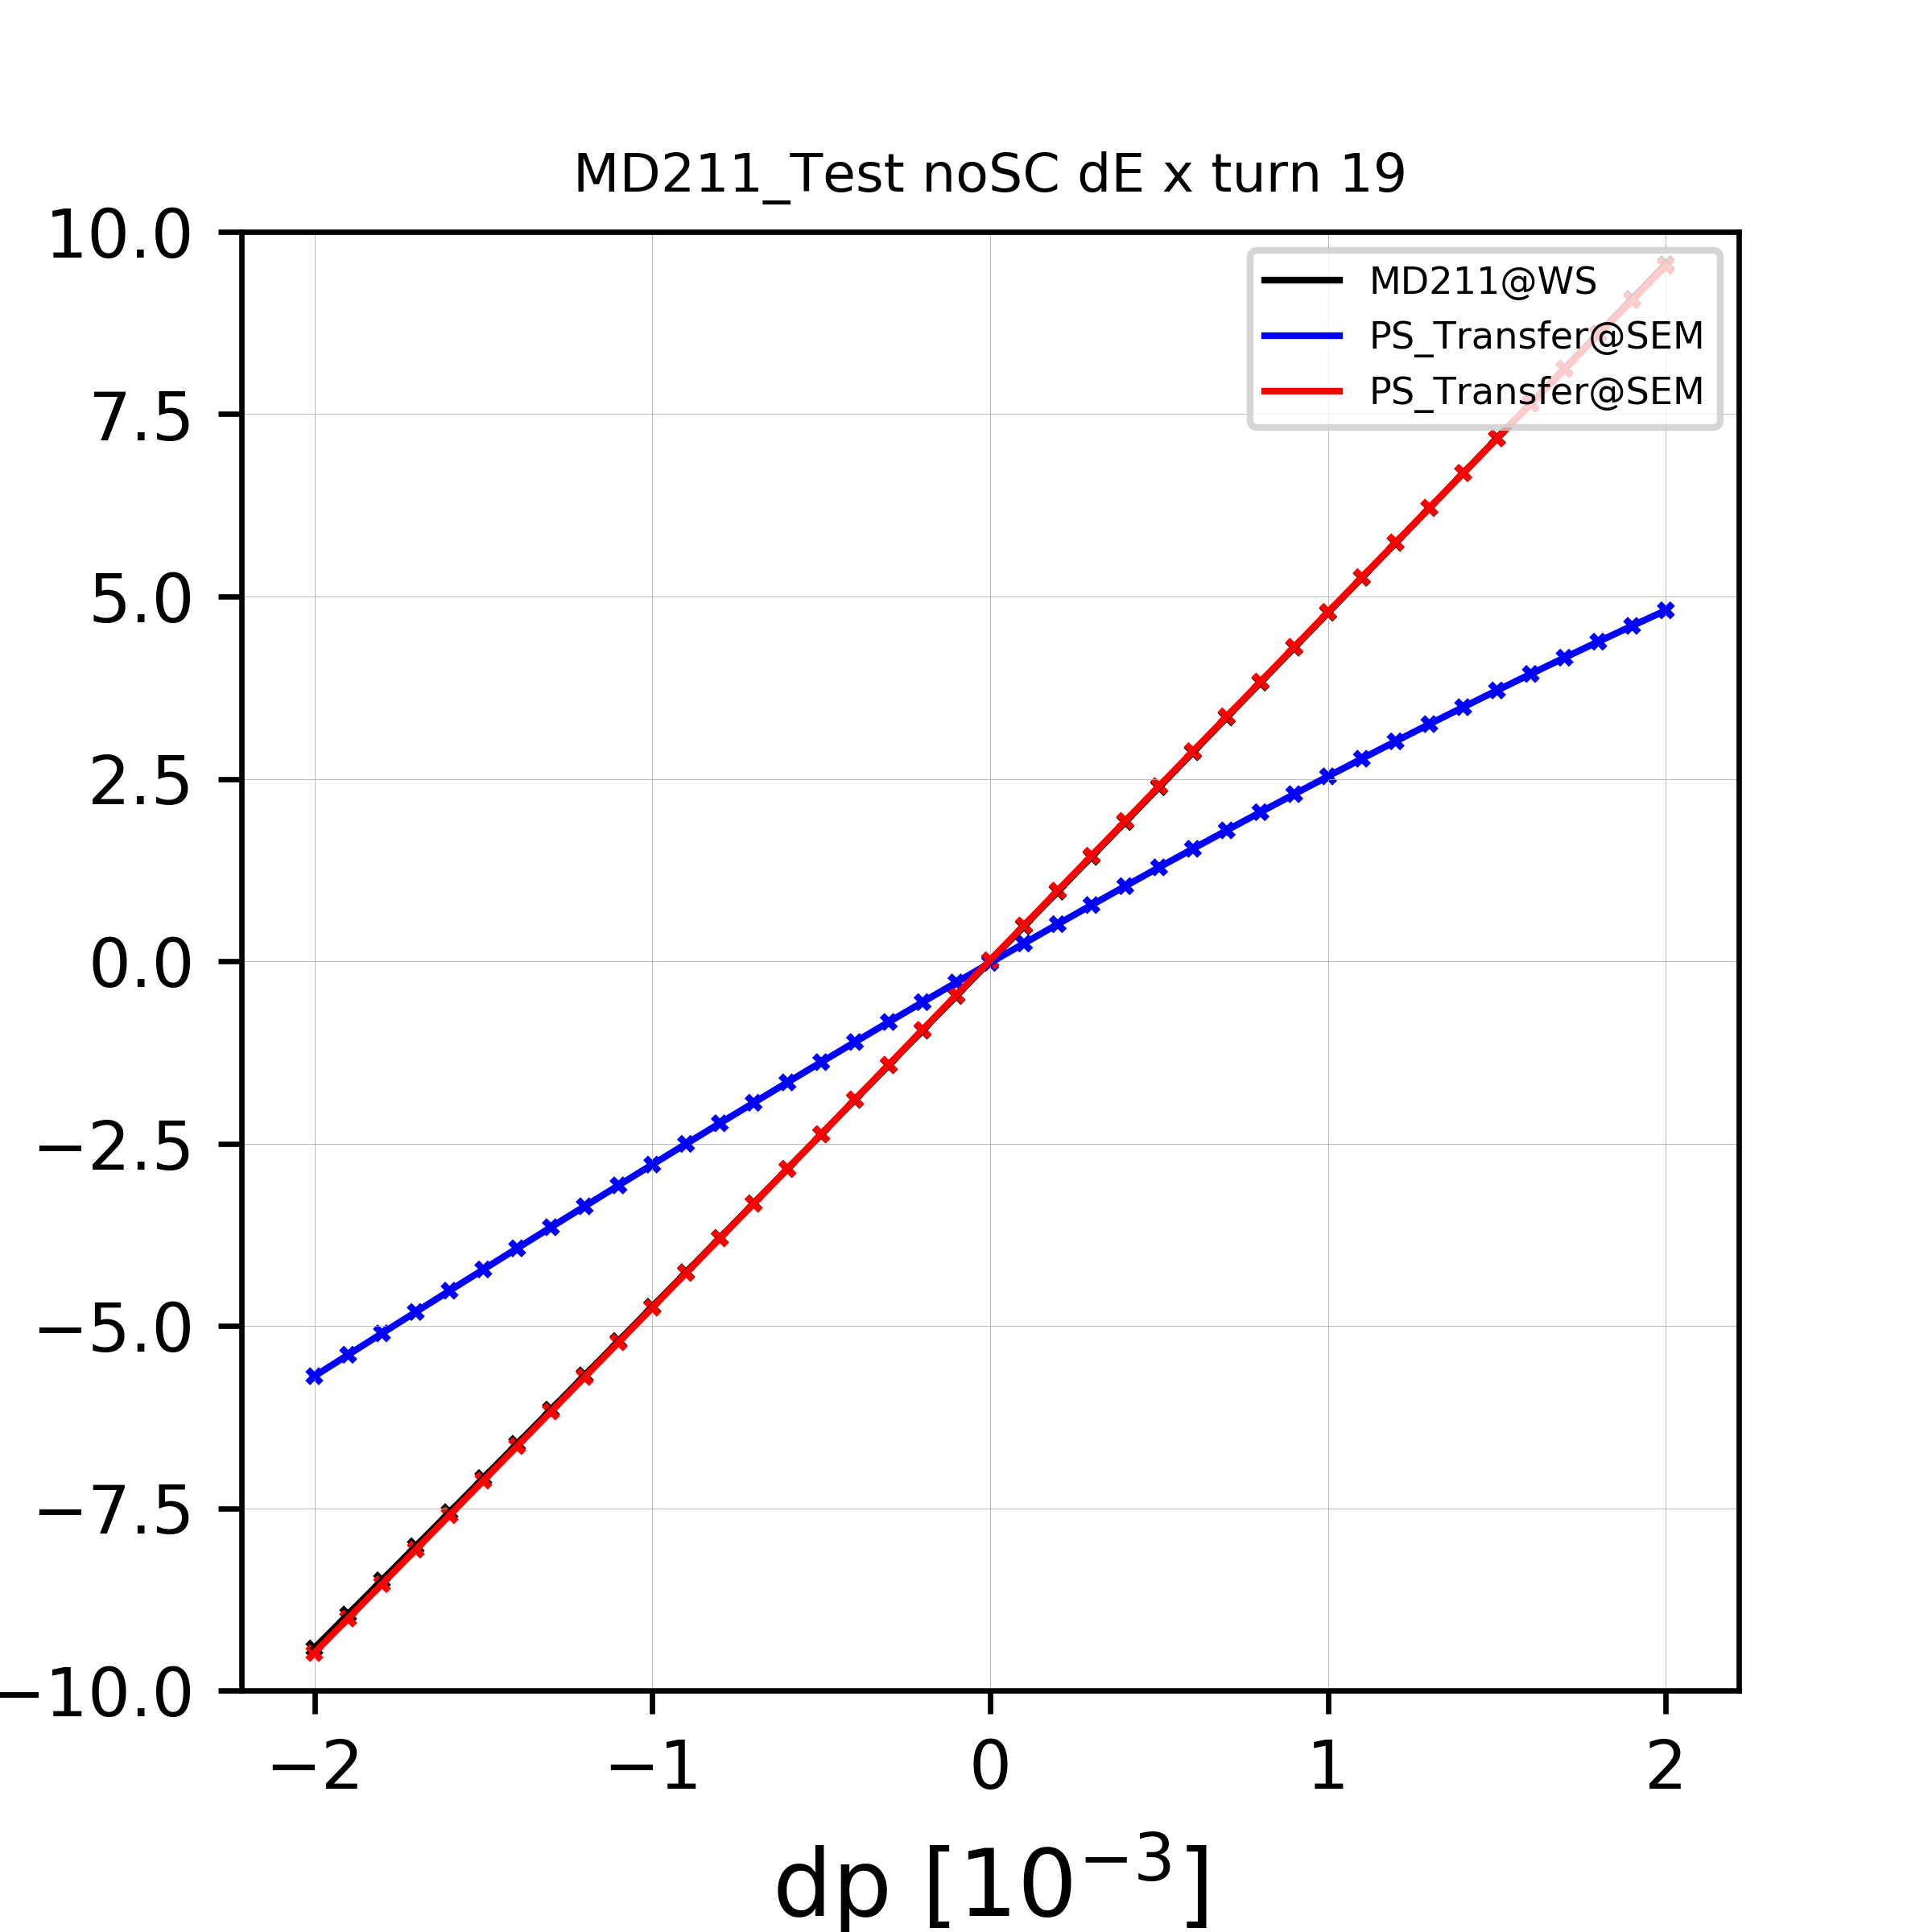 MD211_Test noSC dE x turn 19
10.0
7.5
5.0
2.5
0.0
−2.5
−5.0
−7.5
−10.0
MD211@WS
PS_Transfer@SEM
PS_Transfer@SEM
−2
−1
0
1
2
dp [10⁻³]